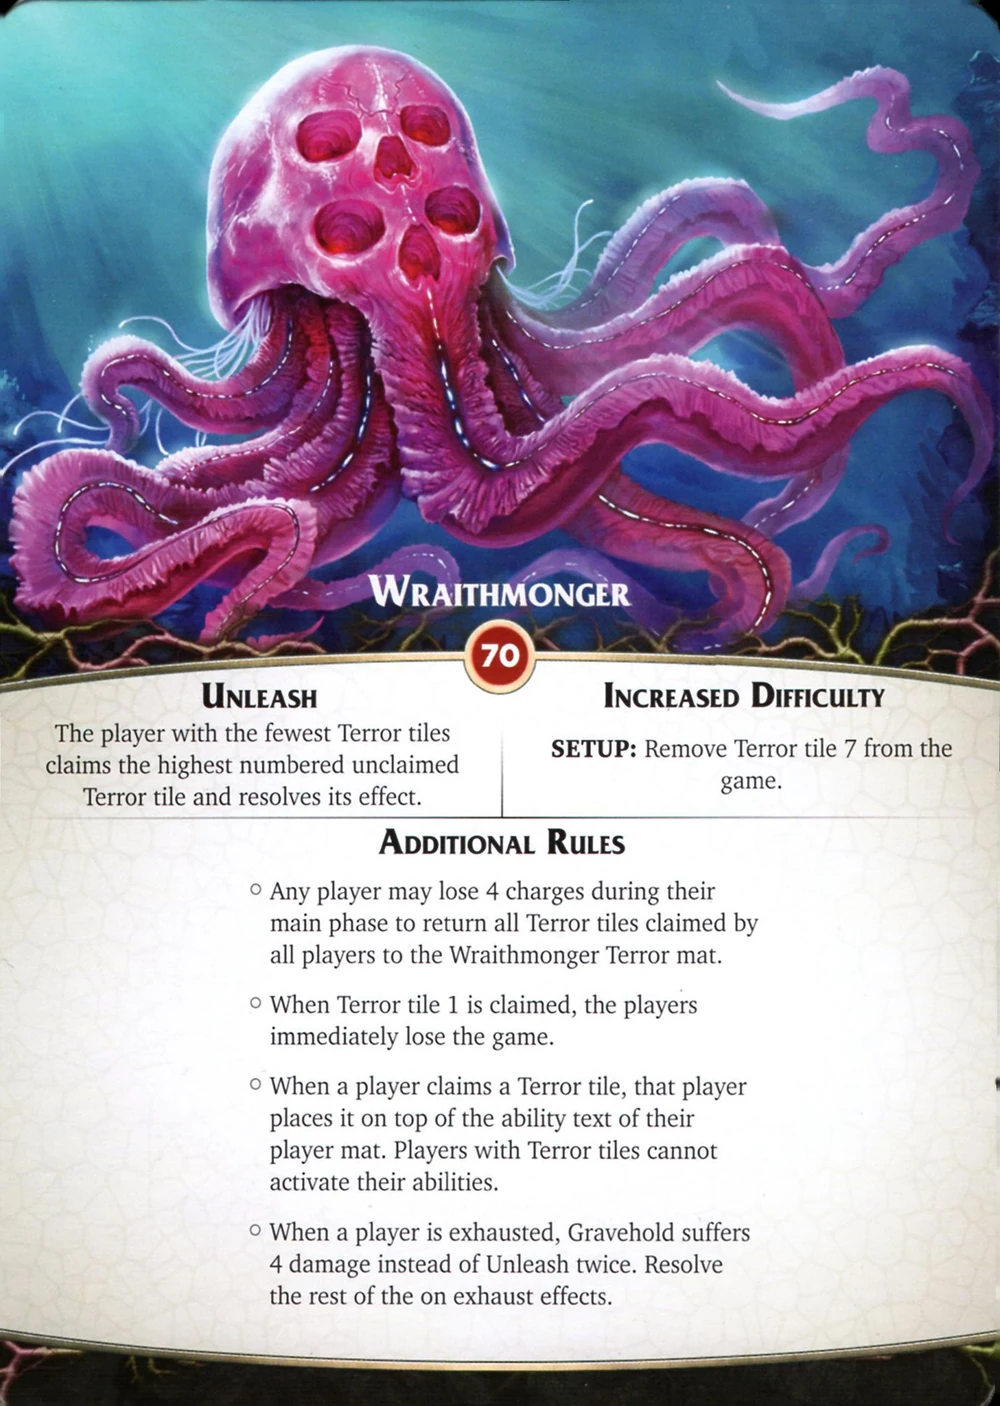 WRAITHMONGER
70
UNLEASH
The player with the fewest Terror tiles
claims the highest numbered unclaimed
Terror tile and resolves its effect.
INCREASED DIFFICULTY
SETUP: Remove Terror tile 7 from the
game.
ADDITIONAL RULES
○ Any player may lose 4 charges during their
main phase to return all Terror tiles claimed by
all players to the Wraithmonger Terror mat.
○ When Terror tile 1 is claimed, the players
immediately lose the game.
○ When a player claims a Terror tile, that player
places it on top of the ability text of their
player mat. Players with Terror tiles cannot
activate their abilities.
○ When a player is exhausted, Gravehold suffers
4 damage instead of Unleash twice. Resolve
the rest of the on exhaust effects.